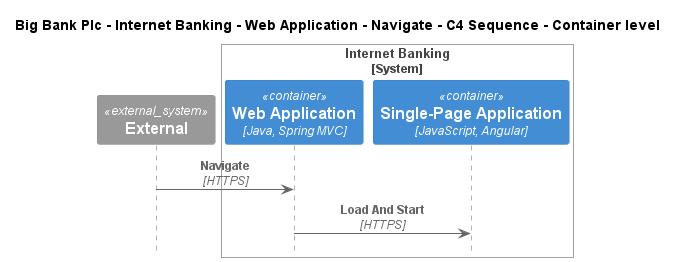 Big Bank Plc - Internet Banking - Web Application - Navigate - C4 Sequence - Container level
Internet Banking
[System]
«external_system»
External
«container»
Web Application
[Java, Spring MVC]
«container»
Single-Page Application
[JavaScript, Angular]
Navigate
[HTTPS]
Load And Start
[HTTPS]